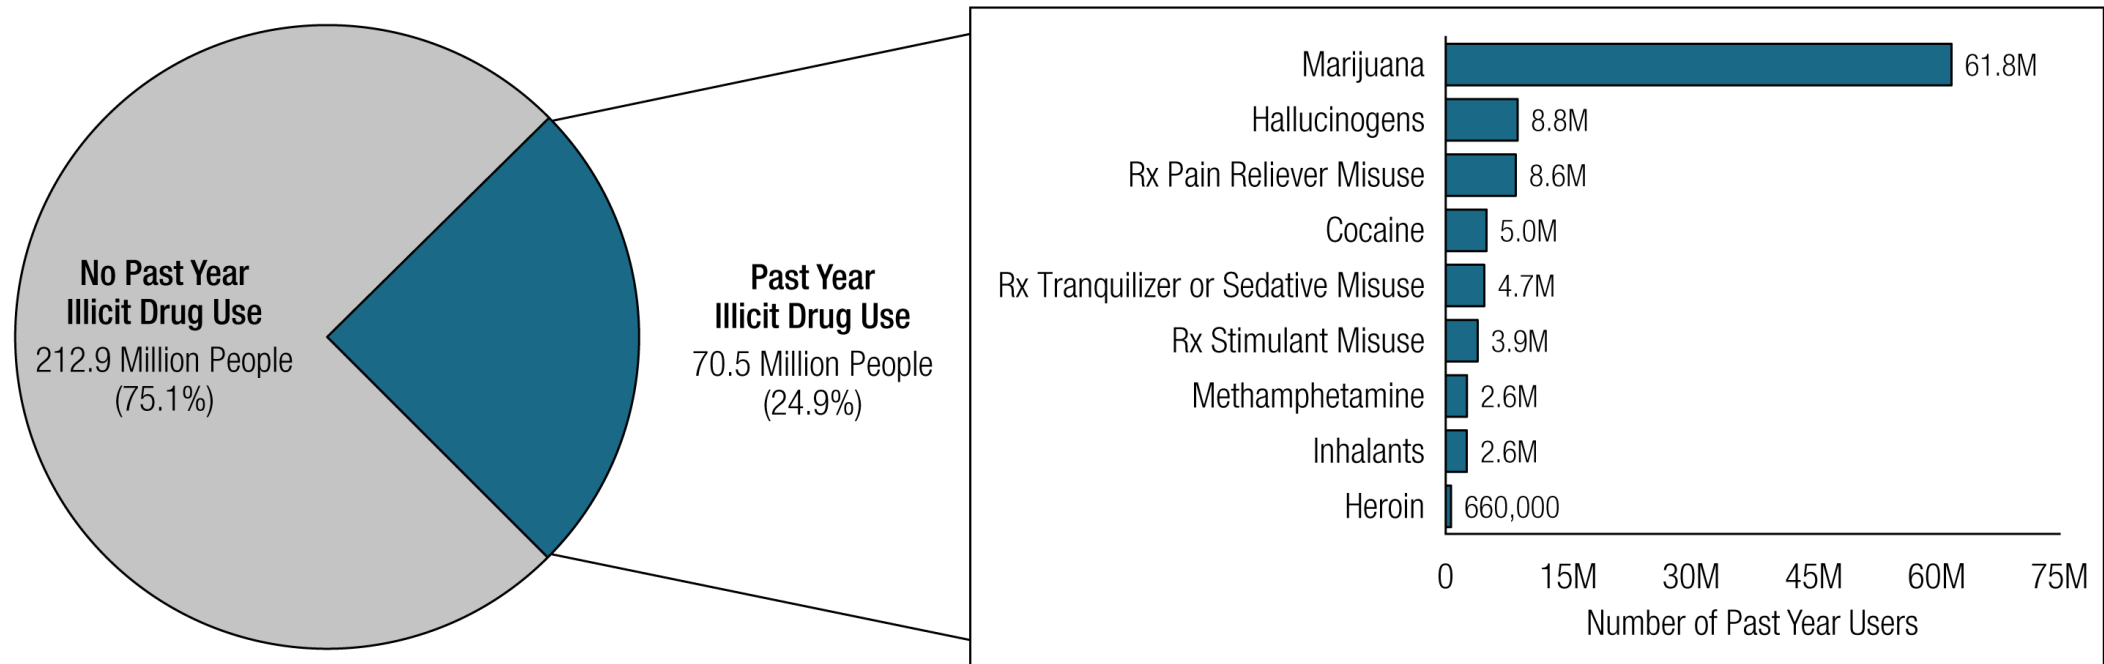 No Past Year
Illicit Drug Use
212.9 Million People
(75.1%)
Past Year
Illicit Drug Use
70.5 Million People
(24.9%)
Marijuana 61.8M
Hallucinogens 8.8M
Rx Pain Reliever Misuse 8.6M
Cocaine 5.0M
Rx Tranquilizer or Sedative Misuse 4.7M
Rx Stimulant Misuse 3.9M
Methamphetamine 2.6M
Inhalants 2.6M
Heroin 660,000
0 15M 30M 45M 60M 75M
Number of Past Year Users